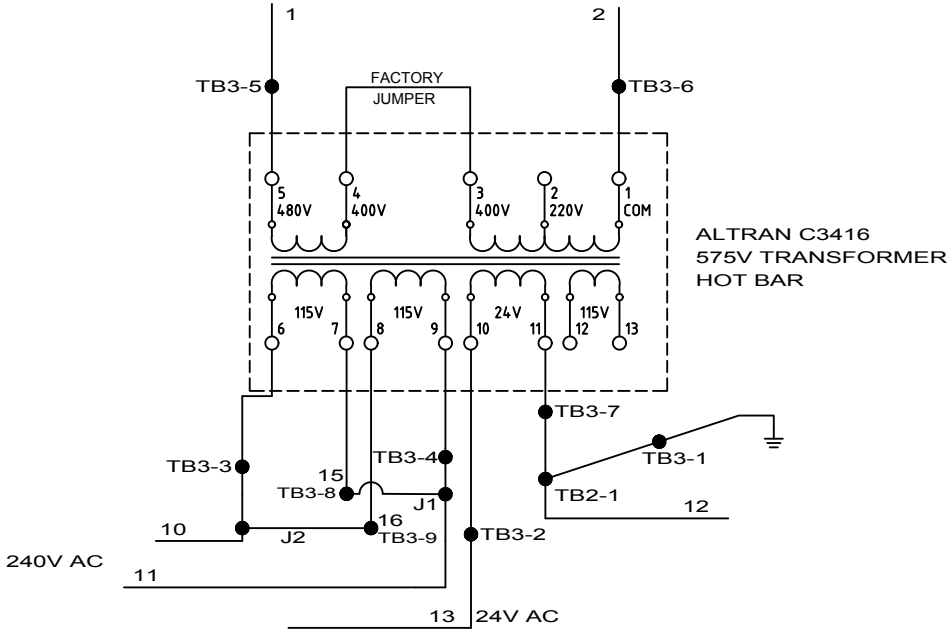 1
2
TB3-5
FACTORY
JUMPER
TB3-6
5
4
3
2
1
480V
400V
400V
220V
COM
ALTRAN C3416
575V TRANSFORMER
HOT BAR
115V
115V
24V
115V
6
7
8
9
10
11
12
13
TB3-7
TB3-1
TB3-3
TB3-4
15
TB3-8
J1
TB2-1
12
10
J2
16
TB3-9
TB3-2
240V AC
11
13
24V AC